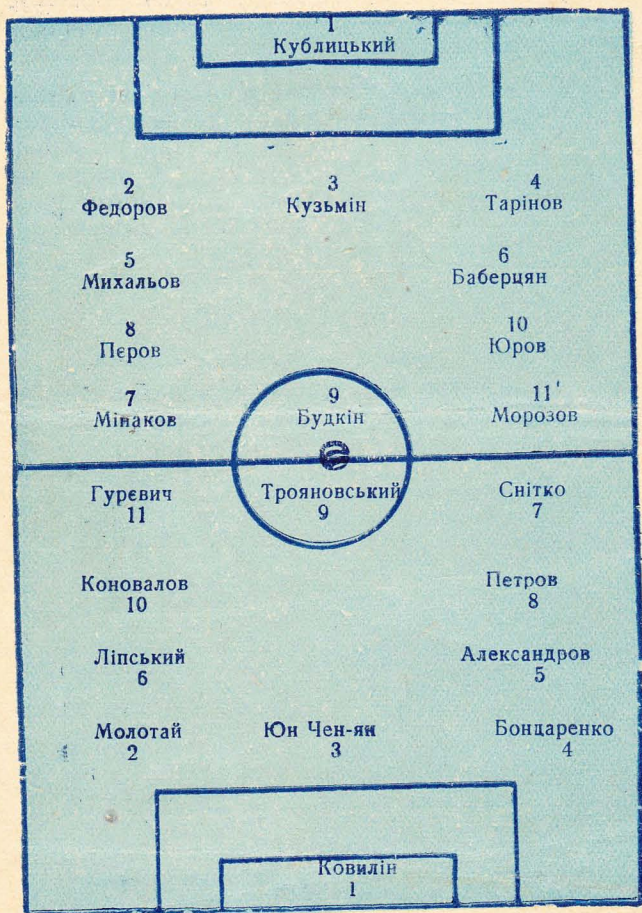 1
Кублицький
2 3 4
Федоров Кузьмін Тарінов
5 6
Михальов Баберцян
8 10
Перов Юров
7 9 11
Мінаков Будкін Морозов
Гуревич Трояновський Снітко
11 9 7
Коновалов Петров
10 8
Ліпський Александров
6 5
Молотай Юн Чен-ян Бондаренко
2 3 4
Ковилін
1